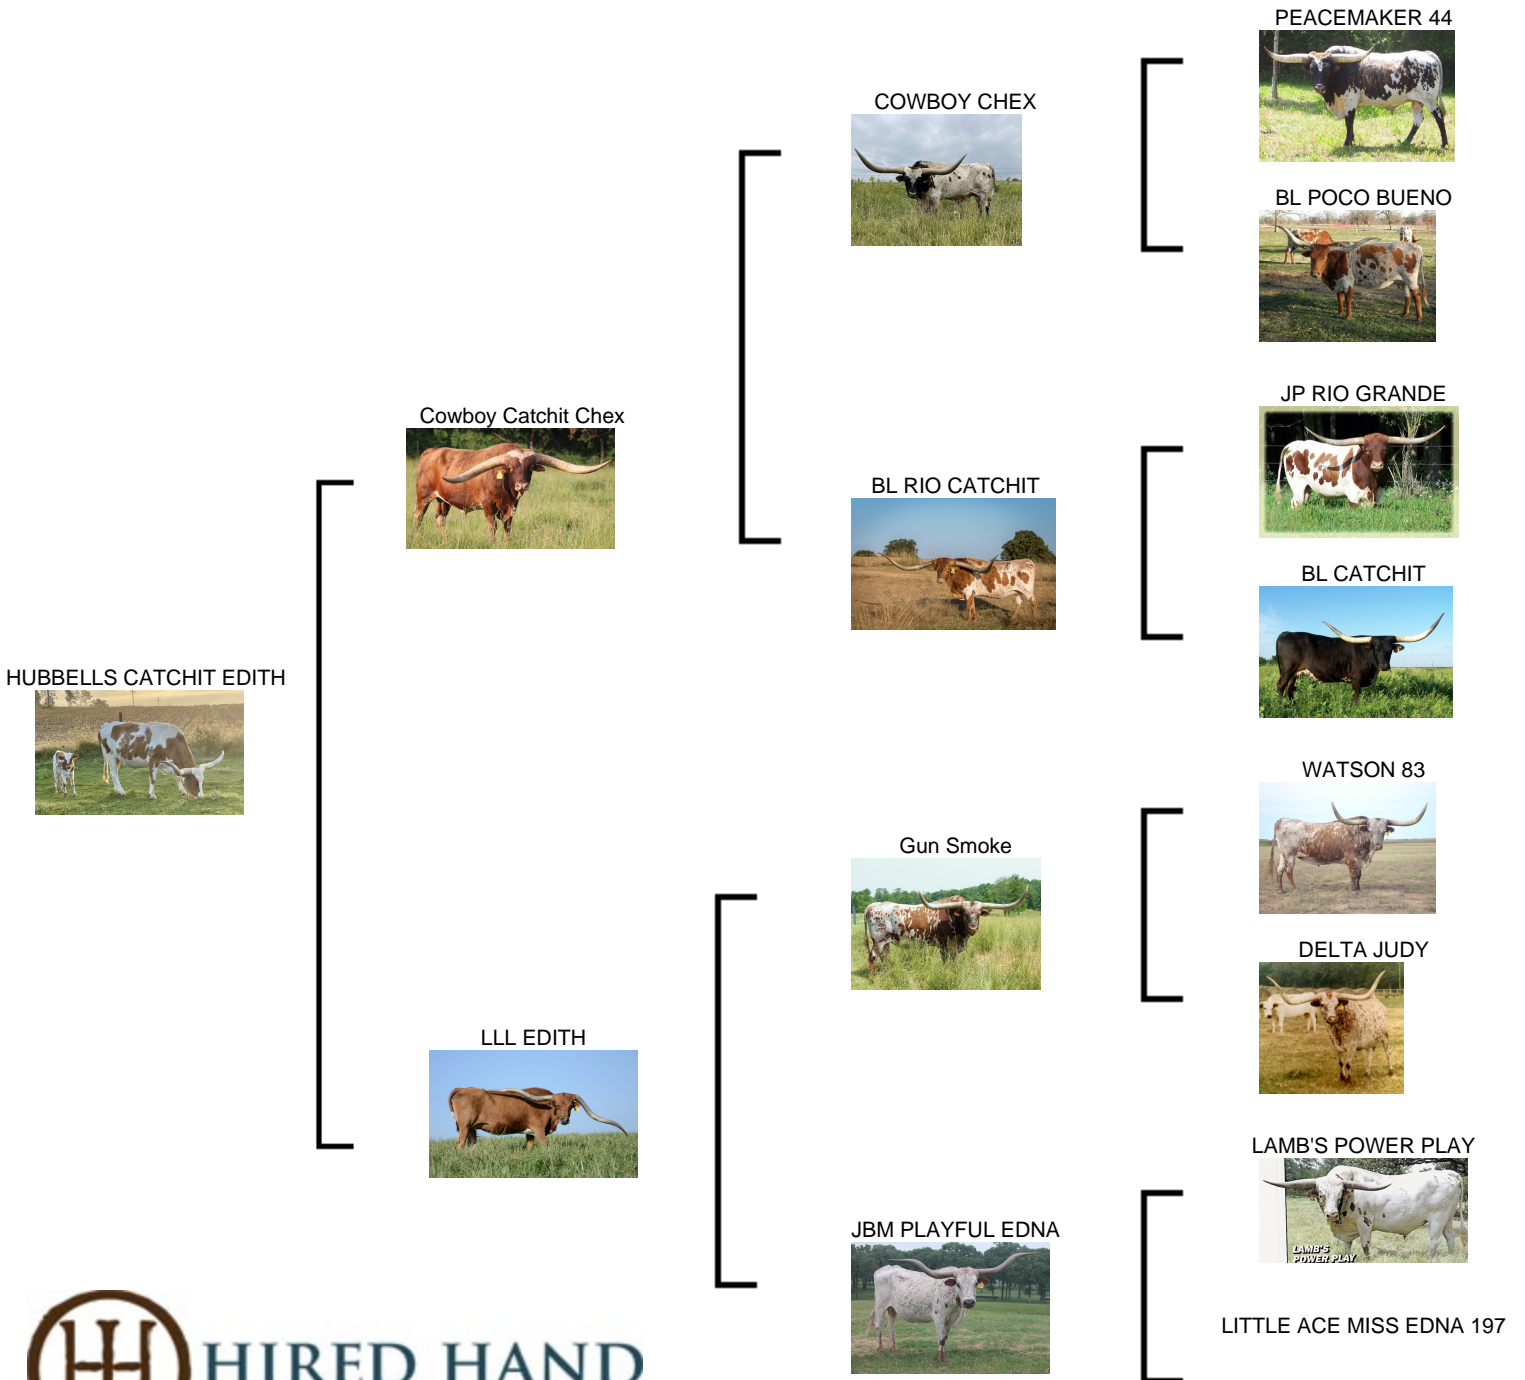 PEACEMAKER 44
COWBOY CHEX
BL POCO BUENO
JP RIO GRANDE
Cowboy Catchit Chex
BL RIO CATCHIT
BL CATCHIT
HUBBELLS CATCHIT EDITH
WATSON 83
Gun Smoke
DELTA JUDY
LLL EDITH
LAMB'S POWER PLAY
JBM PLAYFUL EDNA
LAMB'S
POWER PLAY
LITTLE ACE MISS EDNA 197
HIRED HAND